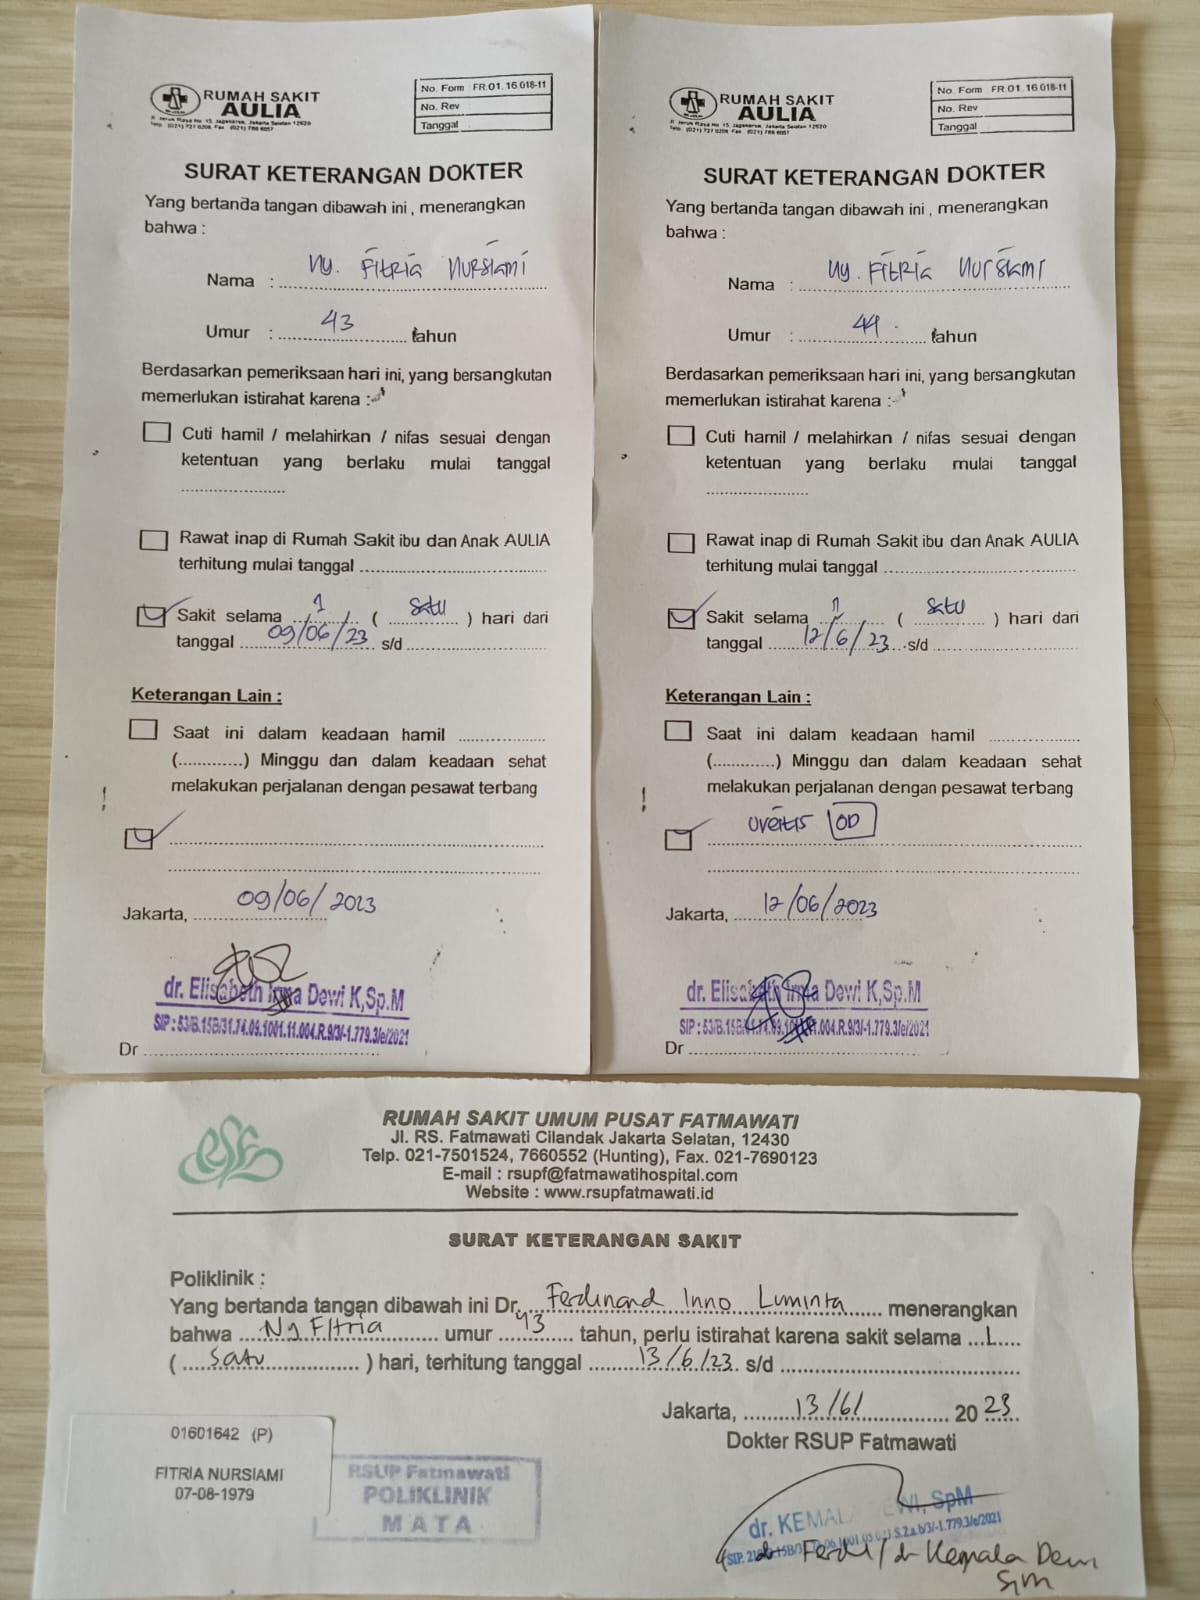 RUMAH SAKIT
AULIA
Jl. Jeruk Raya No. 15, Jagakarsa, Jakarta Selatan 12620
Telp. (021) 727 0208, Fax (021) 786 6057
No. Form FR.01.16.018-11
No. Rev
Tanggal
SURAT KETERANGAN DOKTER
Yang bertanda tangan dibawah ini, menerangkan
bahwa :
Nama : Ny. Fitria Nursiami
Umur : 43 tahun
Berdasarkan pemeriksaan hari ini, yang bersangkutan
memerlukan istirahat karena :
Cuti hamil / melahirkan / nifas sesuai dengan
ketentuan yang berlaku mulai tanggal
Rawat inap di Rumah Sakit ibu dan Anak AULIA
terhitung mulai tanggal
Sakit selama 1 ( Satu ) hari dari
tanggal 09/06/23 s/d
Keterangan Lain :
Saat ini dalam keadaan hamil
(............) Minggu dan dalam keadaan sehat
melakukan perjalanan dengan pesawat terbang
Jakarta, 09/06/2023
dr. Elisabeth Irma Dewi K,Sp.M
SIP : 53/B.15B/31.74.09.1001.11.004.R.9/3/-1.779.3/e/2021
Dr
RUMAH SAKIT
AULIA
Jl. Jeruk Raya No. 15, Jagakarsa, Jakarta Selatan 12620
Telp. (021) 727 0208, Fax (021) 786 6057
No. Form FR.01.16.018-11
No. Rev
Tanggal
SURAT KETERANGAN DOKTER
Yang bertanda tangan dibawah ini, menerangkan
bahwa :
Nama : Ny. Fitria Nursiami
Umur : 44 tahun
Berdasarkan pemeriksaan hari ini, yang bersangkutan
memerlukan istirahat karena :
Cuti hamil / melahirkan / nifas sesuai dengan
ketentuan yang berlaku mulai tanggal
Rawat inap di Rumah Sakit ibu dan Anak AULIA
terhitung mulai tanggal
Sakit selama 1 ( Satu ) hari dari
tanggal 12/6/23 s/d
Keterangan Lain :
Saat ini dalam keadaan hamil
(............) Minggu dan dalam keadaan sehat
melakukan perjalanan dengan pesawat terbang
Uveitis OD
Jakarta, 12/06/2023
dr. Elisabeth Irma Dewi K,Sp.M
SIP : 53/B.15B/31.74.09.1001.11.004.R.9/3/-1.779.3/e/2021
Dr
RSF
RUMAH SAKIT UMUM PUSAT FATMAWATI
Jl. RS. Fatmawati Cilandak Jakarta Selatan, 12430
Telp. 021-7501524, 7660552 (Hunting), Fax. 021-7690123
E-mail : rsupf@fatmawatihospital.com
Website : www.rsupfatmawati.id
SURAT KETERANGAN SAKIT
Poliklinik :
Yang bertanda tangan dibawah ini Dr. Ferdinand Inno Luminta menerangkan
bahwa Ny Fitria umur 43 tahun, perlu istirahat karena sakit selama 1
( Satu ) hari, terhitung tanggal 13/6/23 s/d
Jakarta, 13/6/ 2023
Dokter RSUP Fatmawati
01601642 (P)
FITRIA NURSIAMI
07-08-1979
RSUP Fatmawati
POLIKLINIK
MATA
dr. KEMALA DEWI, SpM
dr Ferdi / dr Kemala Dewi
SpM